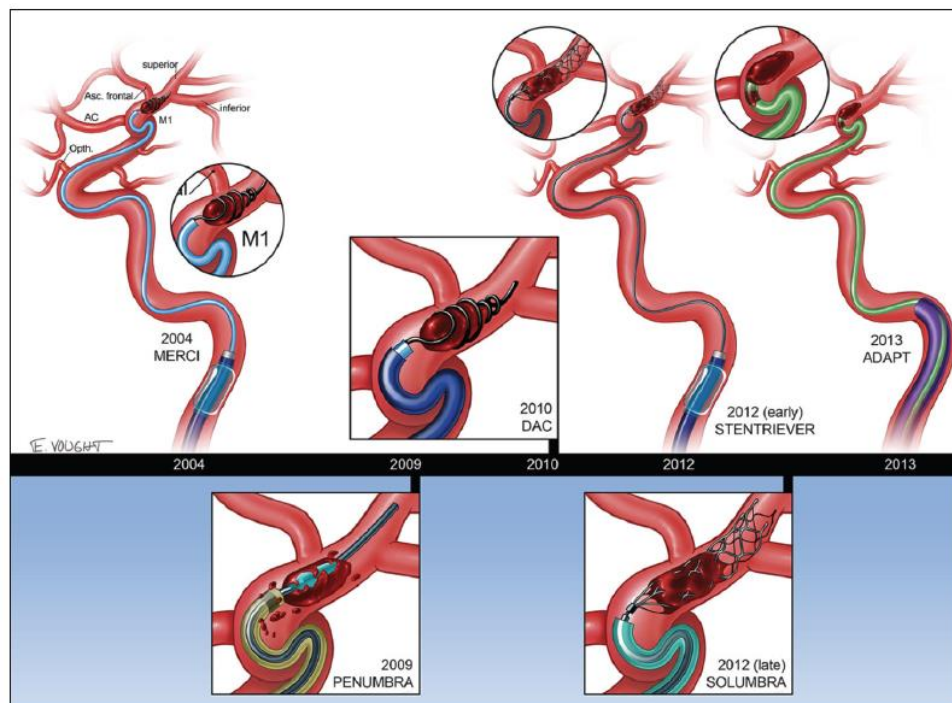 superior
Asc. frontal
inferior
AC
M1
Opth.
M1
2004
MERCI
2010
DAC
2012 (early)
STENTRIEVER
2013
ADAPT
E. VOUGHT
2004
2009
2010
2012
2013
2009
PENUMBRA
2012 (late)
SOLUMBRA